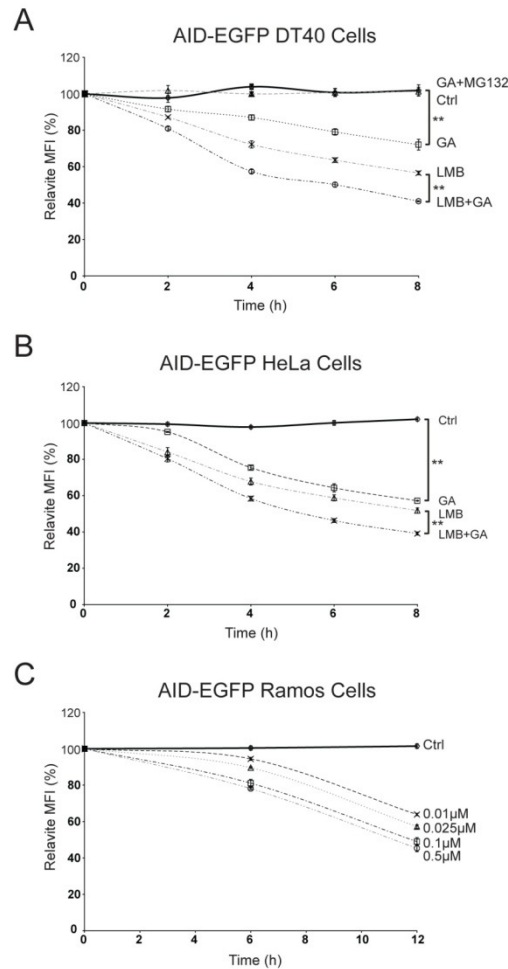 A
AID-EGFP DT40 Cells
Relavite MFI (%)
120
100
80
60
40
20
0
0 2 4 6 8
Time (h)
GA+MG132
Ctrl
**
GA
LMB
**
LMB+GA
B
AID-EGFP HeLa Cells
Relavite MFI (%)
120
100
80
60
40
20
0
0 2 4 6 8
Time (h)
Ctrl
**
GA
LMB
**
LMB+GA
C
AID-EGFP Ramos Cells
Relavite MFI (%)
120
100
80
60
40
20
0
0 2 4 6 8 10 12
Time (h)
Ctrl
0.01µM
0.025µM
0.1µM
0.5µM